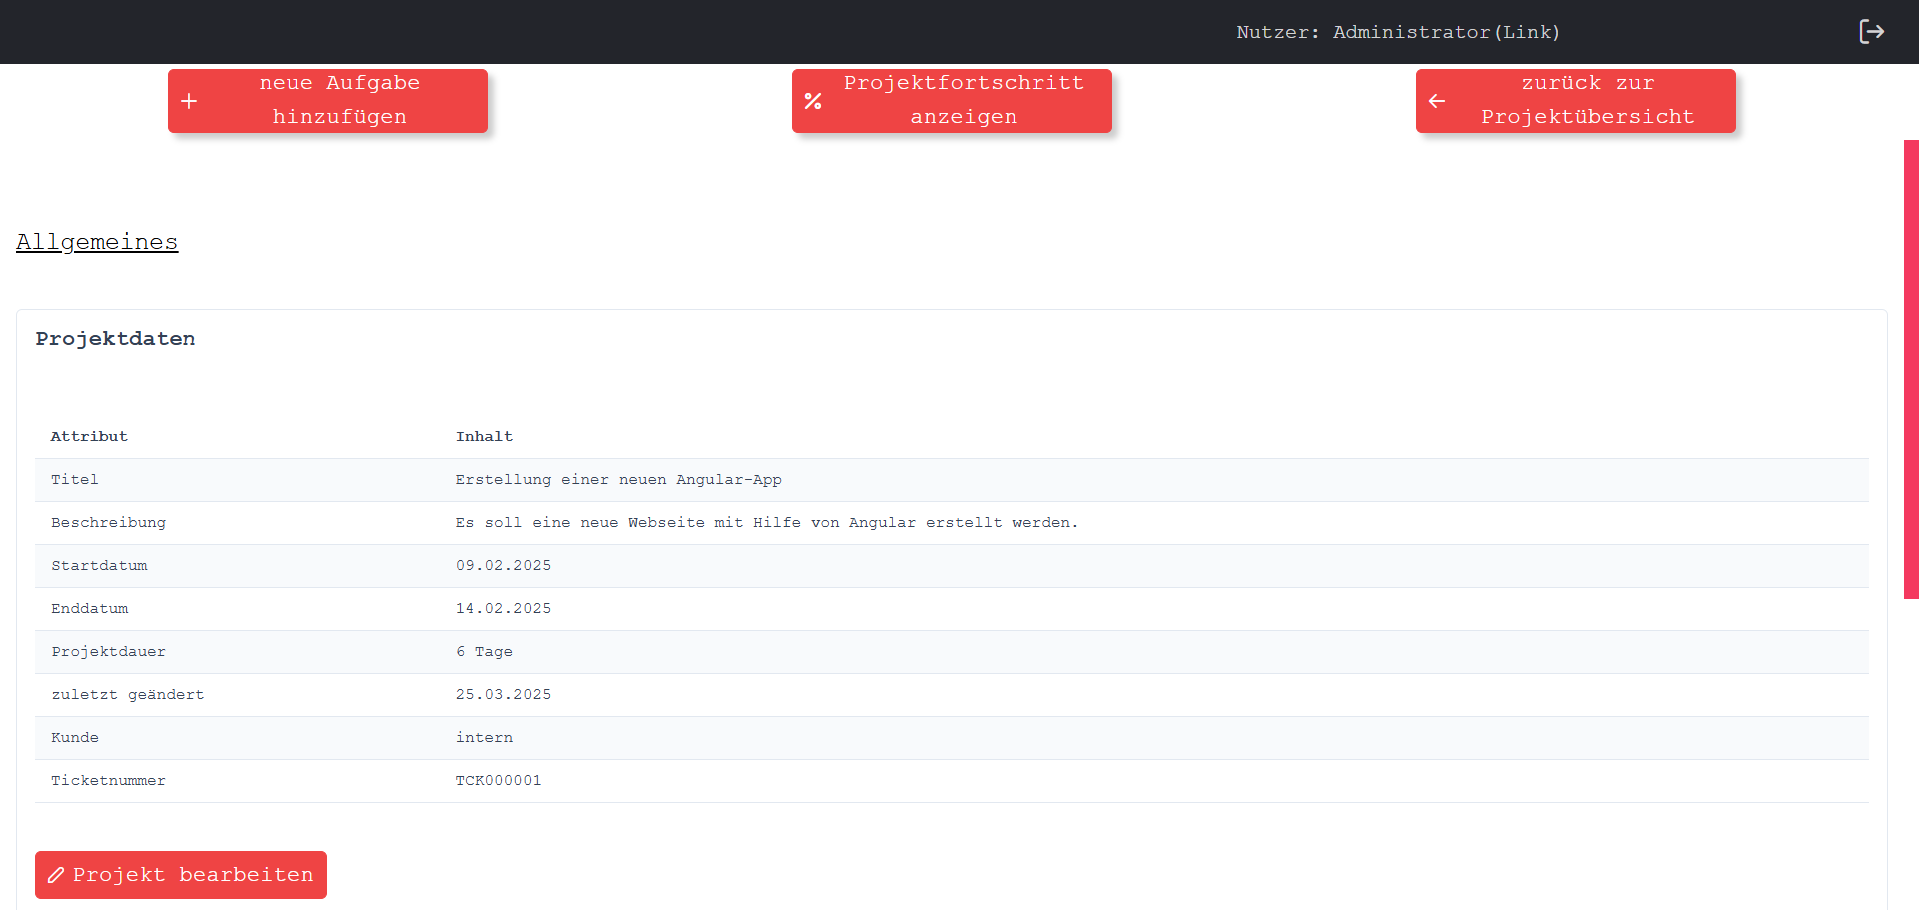 Nutzer: Administrator(Link)
neue Aufgabe
hinzufügen
Projektfortschritt
anzeigen
zurück zur
Projektübersicht
Allgemeines
Projektdaten
Attribut Inhalt
Titel Erstellung einer neuen Angular-App
Beschreibung Es soll eine neue Webseite mit Hilfe von Angular erstellt werden.
Startdatum 09.02.2025
Enddatum 14.02.2025
Projektdauer 6 Tage
zuletzt geändert 25.03.2025
Kunde intern
Ticketnummer TCK000001
Projekt bearbeiten